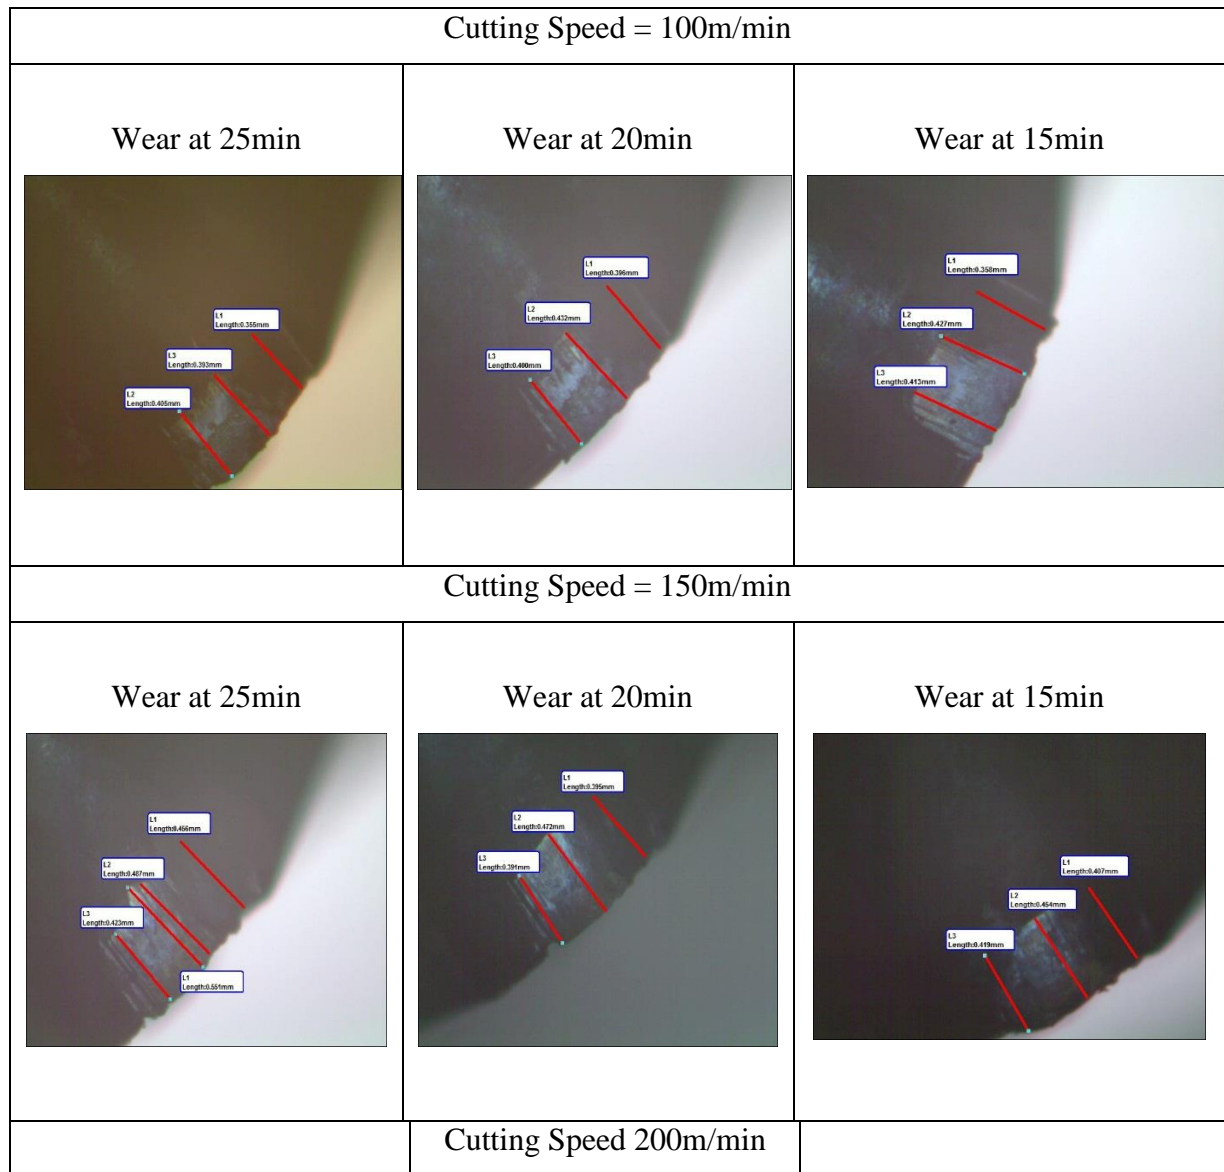 Cutting Speed = 100m/min
Wear at 25min
Wear at 20min
Wear at 15min
L1
Length:0.355mm
L3
Length:0.393mm
L2
Length:0.405mm
L1
Length:0.396mm
L2
Length:0.432mm
L3
Length:0.400mm
L1
Length:0.358mm
L2
Length:0.427mm
L3
Length:0.413mm
Cutting Speed = 150m/min
Wear at 25min
Wear at 20min
Wear at 15min
L1
Length:0.456mm
L2
Length:0.487mm
L3
Length:0.423mm
L1
Length:0.551mm
L1
Length:0.395mm
L2
Length:0.472mm
L3
Length:0.391mm
L1
Length:0.407mm
L2
Length:0.454mm
L3
Length:0.419mm
Cutting Speed 200m/min